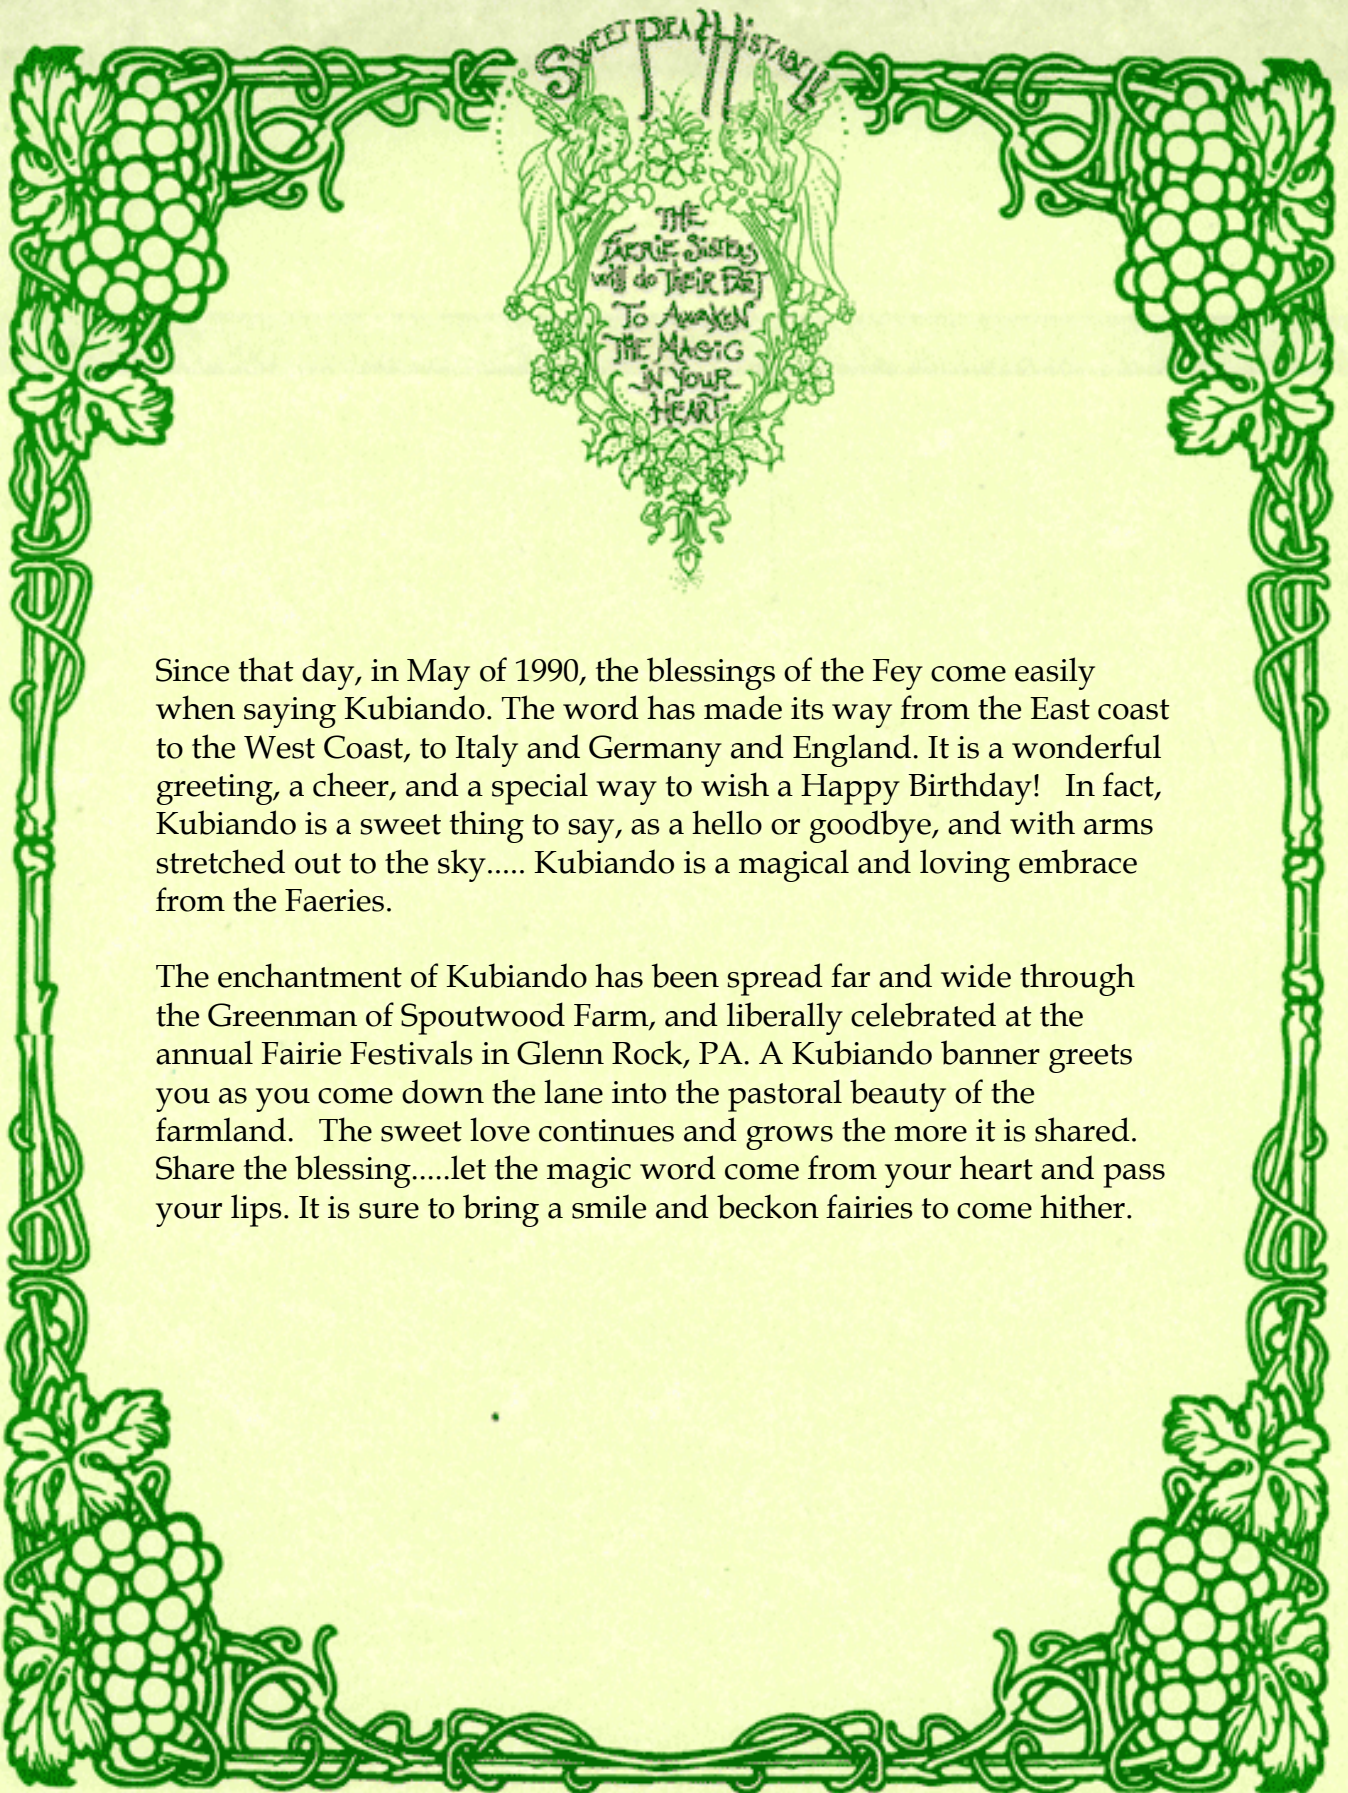 SWEET PEA & HISTABELL
THE
FAERIE SISTERS
will do THEIR PART
To AWAKEN
THE MAGIC
IN YOUR
HEART
Since that day, in May of 1990, the blessings of the Fey come easily
when saying Kubiando. The word has made its way from the East coast
to the West Coast, to Italy and Germany and England. It is a wonderful
greeting, a cheer, and a special way to wish a Happy Birthday!   In fact,
Kubiando is a sweet thing to say, as a hello or goodbye, and with arms
stretched out to the sky..... Kubiando is a magical and loving embrace
from the Faeries.
The enchantment of Kubiando has been spread far and wide through
the Greenman of Spoutwood Farm, and liberally celebrated at the
annual Fairie Festivals in Glenn Rock, PA. A Kubiando banner greets
you as you come down the lane into the pastoral beauty of the
farmland.   The sweet love continues and grows the more it is shared.
Share the blessing.....let the magic word come from your heart and pass
your lips. It is sure to bring a smile and beckon fairies to come hither.